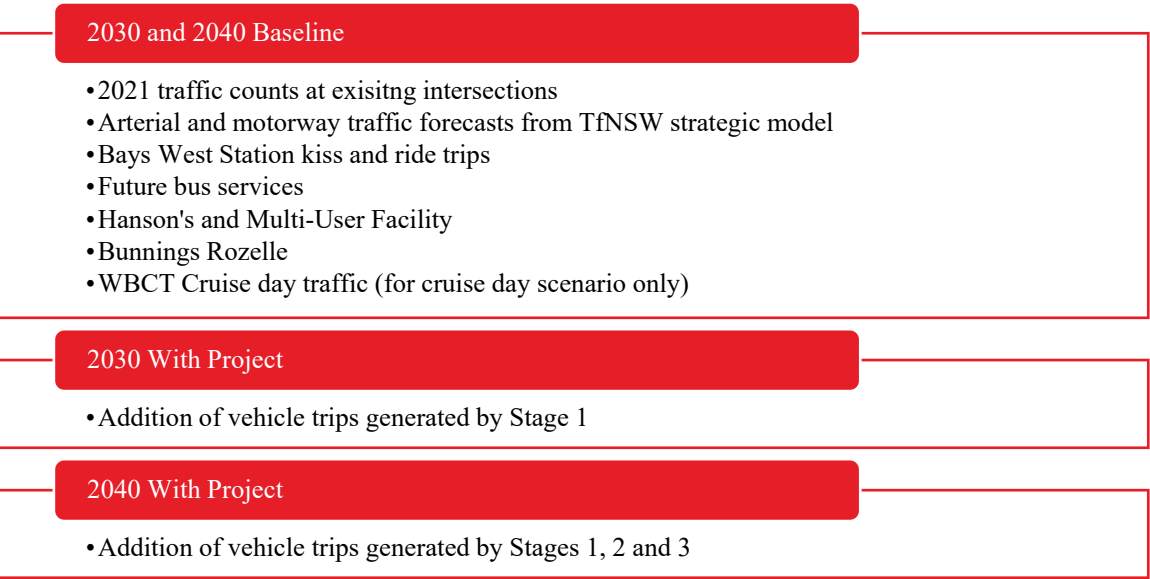 2030 and 2040 Baseline
•2021 traffic counts at exisitng intersections
•Arterial and motorway traffic forecasts from TfNSW strategic model
•Bays West Station kiss and ride trips
•Future bus services
•Hanson's and Multi-User Facility
•Bunnings Rozelle
•WBCT Cruise day traffic (for cruise day scenario only)
2030 With Project
•Addition of vehicle trips generated by Stage 1
2040 With Project
•Addition of vehicle trips generated by Stages 1, 2 and 3